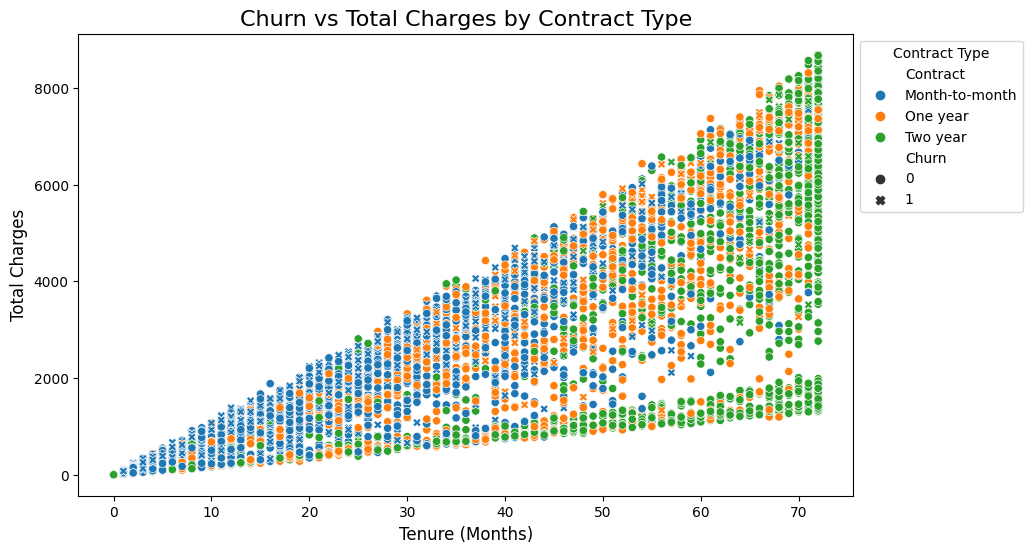 Churn vs Total Charges by Contract Type
Total Charges
8000
6000
4000
2000
0
0 10 20 30 40 50 60 70
Tenure (Months)
Contract Type
Contract
Month-to-month
One year
Two year
Churn
0
1